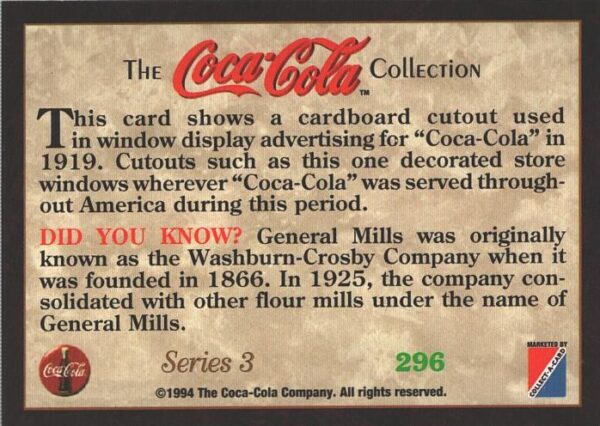 The Coca-Cola Collection
This card shows a cardboard cutout used
in window display advertising for "Coca-Cola" in
1919. Cutouts such as this one decorated store
windows wherever "Coca-Cola" was served through-
out America during this period.
DID YOU KNOW? General Mills was originally
known as the Washburn-Crosby Company when it
was founded in 1866. In 1925, the company con-
solidated with other flour mills under the name of
General Mills.
Coca-Cola
Series 3
296
MARKETED BY
COLLECT-A-CARD
©1994 The Coca-Cola Company. All rights reserved.